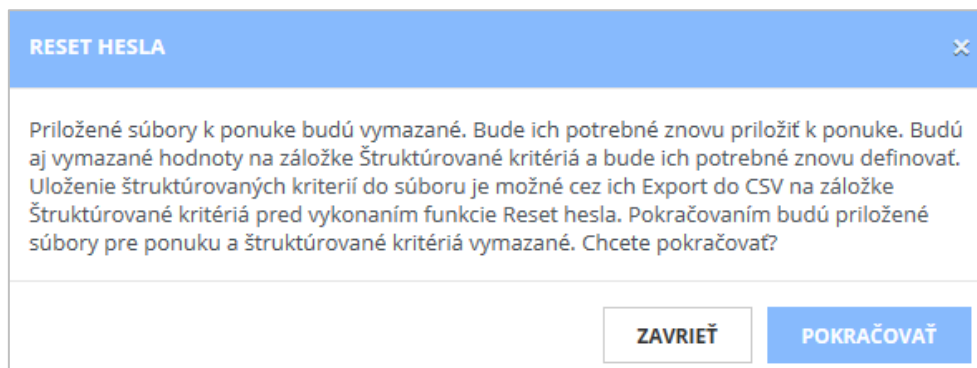 RESET HESLA ×
Priložené súbory k ponuke budú vymazané. Bude ich potrebné znovu priložiť k ponuke. Budú
aj vymazané hodnoty na záložke Štruktúrované kritériá a bude ich potrebné znovu definovať.
Uloženie štruktúrovaných kriterií do súboru je možné cez ich Export do CSV na záložke
Štruktúrované kritériá pred vykonaním funkcie Reset hesla. Pokračovaním budú priložené
súbory pre ponuku a štruktúrované kritériá vymazané. Chcete pokračovať?
ZAVRIEŤ POKRAČOVAŤ